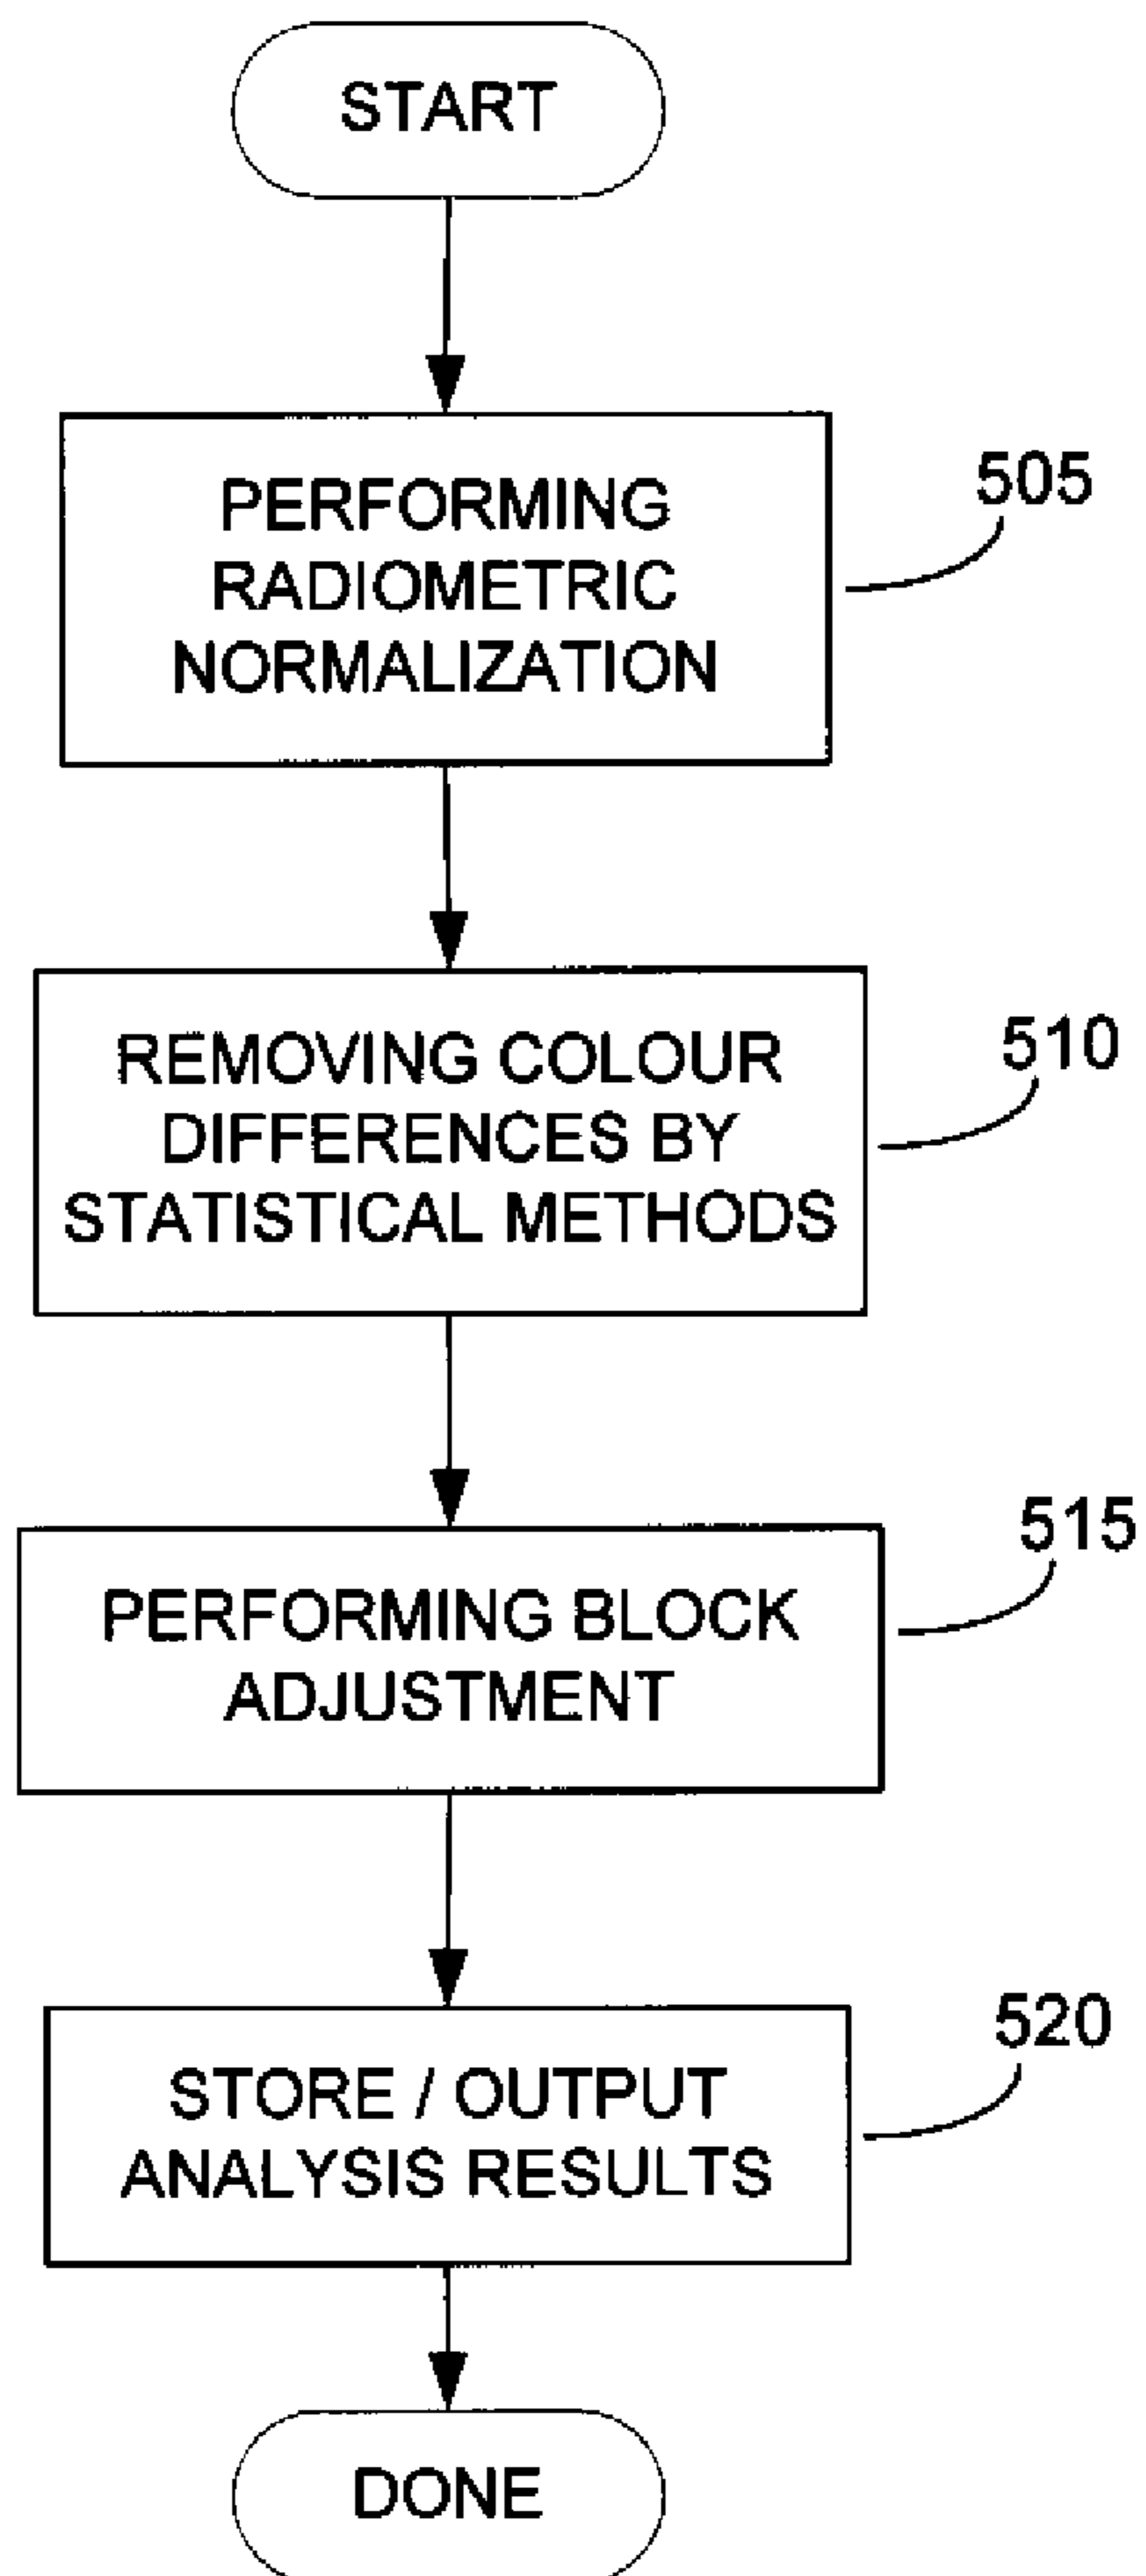 START
PERFORMING
RADIOMETRIC
NORMALIZATION
505
REMOVING COLOUR
DIFFERENCES BY
STATISTICAL METHODS
510
PERFORMING BLOCK
ADJUSTMENT
515
STORE / OUTPUT
ANALYSIS RESULTS
520
DONE